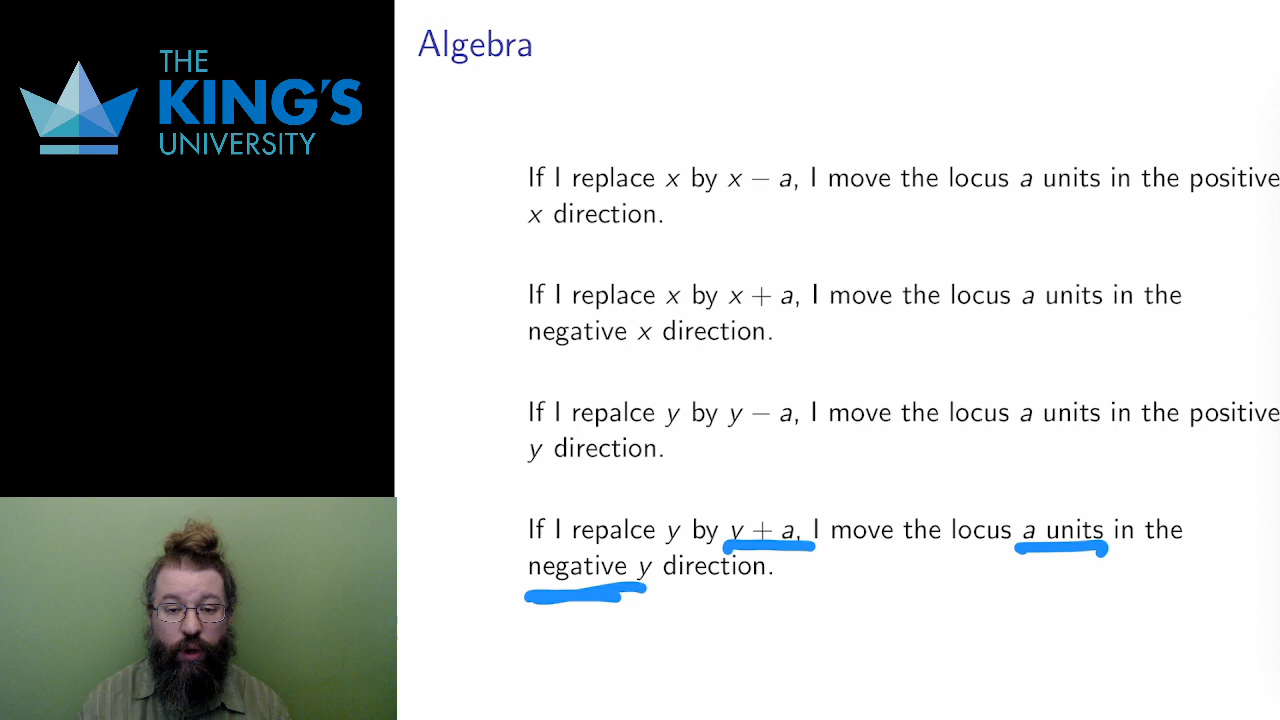 THE
KING'S
UNIVERSITY
Algebra
If I replace x by x − a, I move the locus a units in the positive
x direction.
If I replace x by x + a, I move the locus a units in the
negative x direction.
If I repalce y by y − a, I move the locus a units in the positive
y direction.
If I repalce y by y + a, I move the locus a units in the
negative y direction.